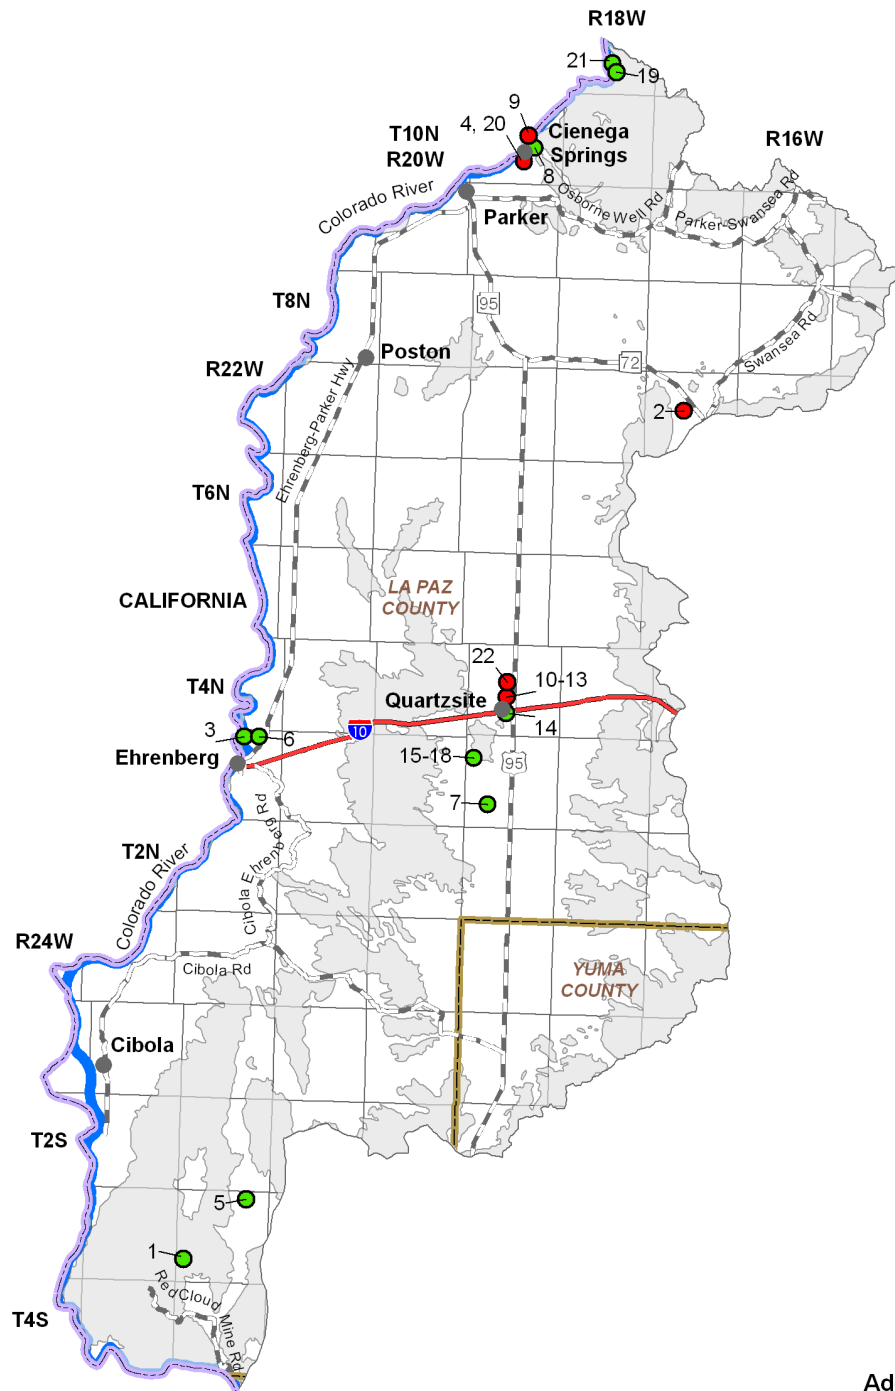 R18W
21
19
9
4, 20
T10N
R20W
Cienega
Springs
8
R16W
Colorado River
Parker
Osborne Well Rd
Parker-Swansea Rd
T8N
95
Swansea Rd
Poston
72
R22W
2
Ehrenberg-Parker Hwy
T6N
LA PAZ
COUNTY
CALIFORNIA
22
10-13
T4N
Quartzsite
3
6
10
14
Ehrenberg
15-18
95
7
Cibola Ehrenberg Rd
T2N
Colorado River
R24W
Cibola Rd
YUMA
COUNTY
Cibola
T2S
5
1
Red Cloud Mine Rd
T4S
Ad